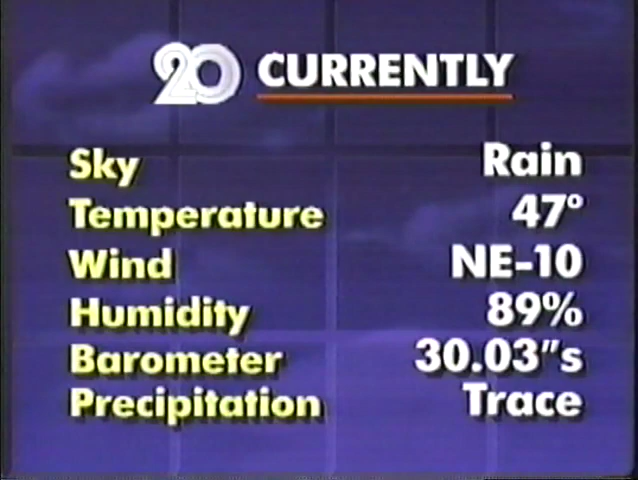 20 CURRENTLY
Sky Rain
Temperature 47°
Wind NE-10
Humidity 89%
Barometer 30.03"s
Precipitation Trace